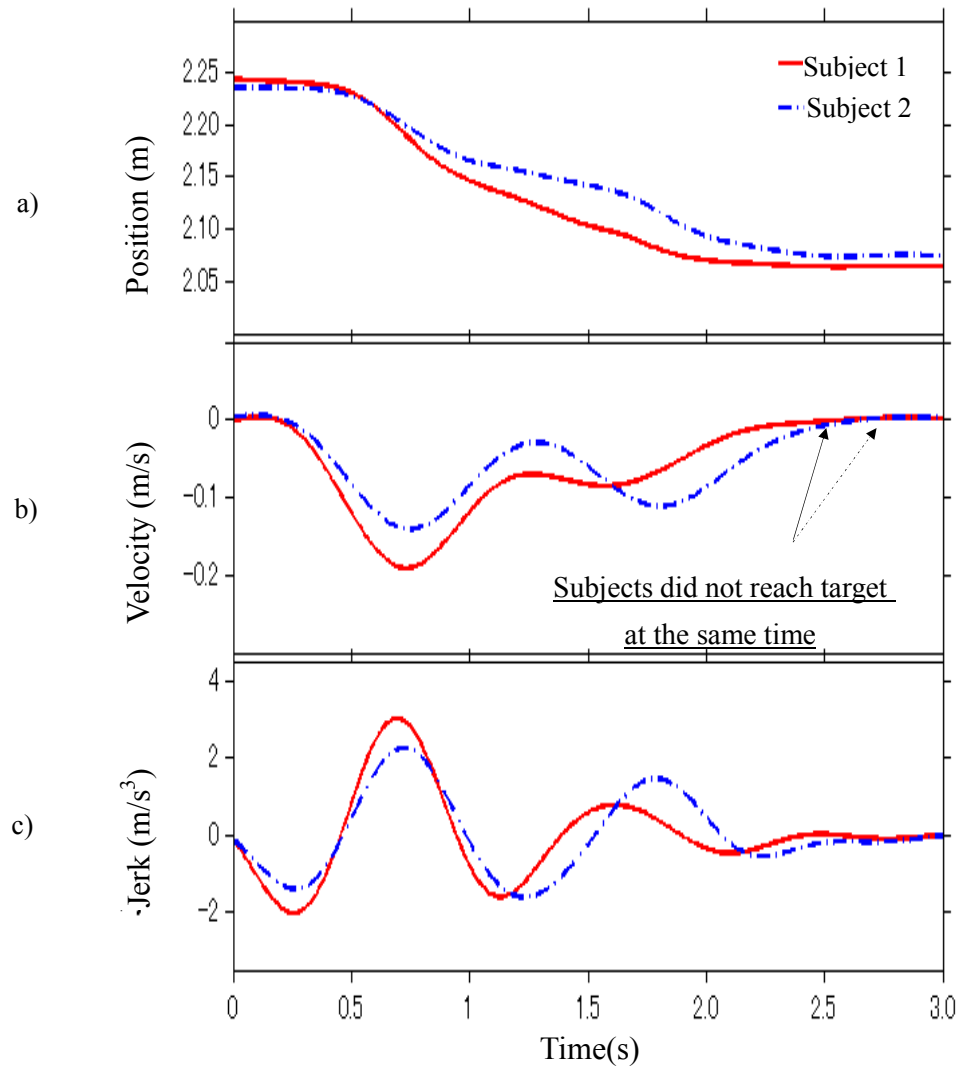 Subject 1
Subject 2
a)
Position (m)
2.25
2.20
2.15
2.10
2.05
b)
Velocity (m/s)
0
-0.1
-0.2
Subjects did not reach target
at the same time
c)
Jerk (m/s³)
4
2
0
-2
0
0.5
1
1.5
2.0
2.5
3.0
Time(s)